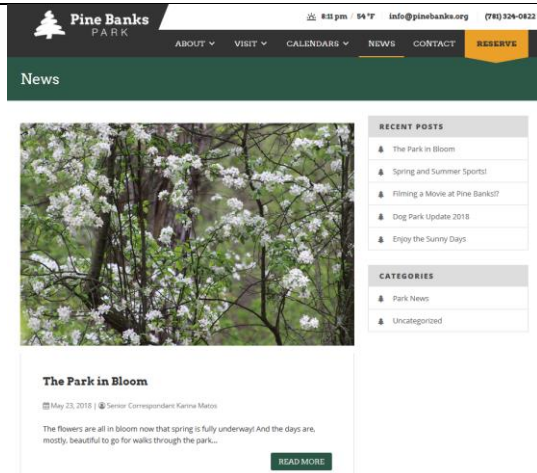 Pine Banks
PARK
8:11 pm / 54 °F info@pinebanks.org (781) 324-0822
ABOUT VISIT CALENDARS NEWS CONTACT RESERVE
News
The Park in Bloom
May 23, 2018 | Senior Correspondant Karina Matos
The flowers are all in bloom now that spring is fully underway! And the days are,
mostly, beautiful to go for walks through the park...
READ MORE
RECENT POSTS
The Park in Bloom
Spring and Summer Sports!
Filming a Movie at Pine Banks!?
Dog Park Update 2018
Enjoy the Sunny Days
CATEGORIES
Park News
Uncategorized